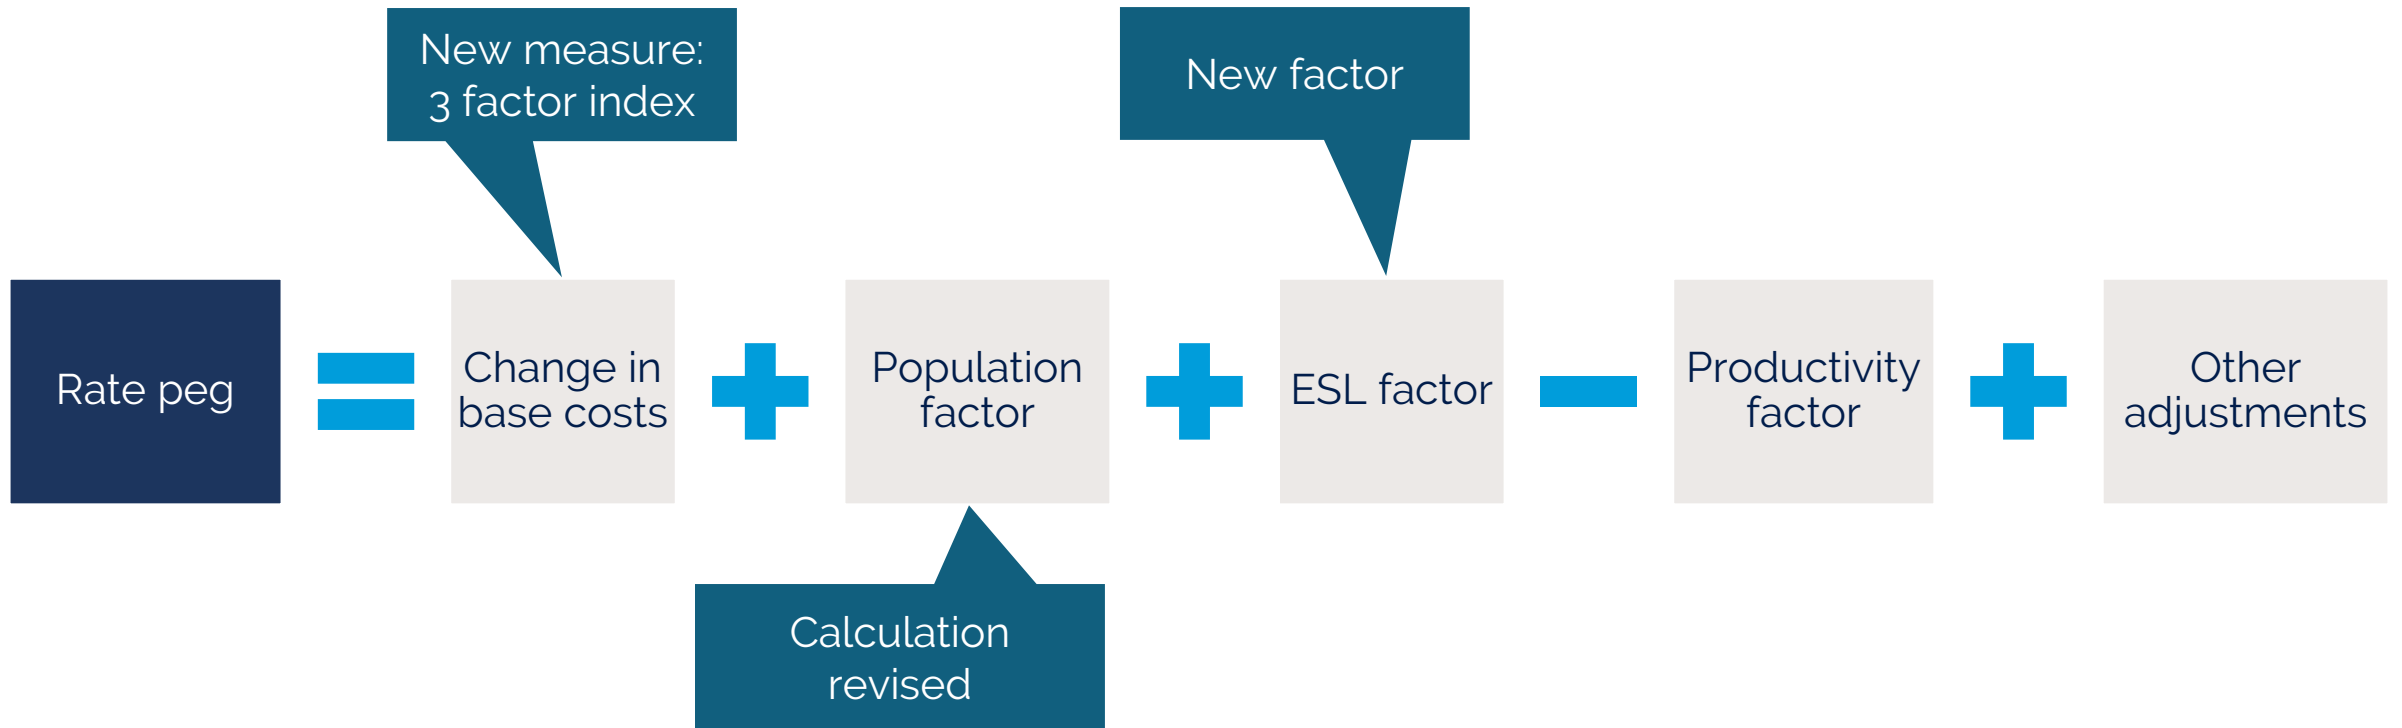 New measure:
3 factor index
New factor
Rate peg
Change in
base costs
Population
factor
ESL factor
Productivity
factor
Other
adjustments
Calculation
revised